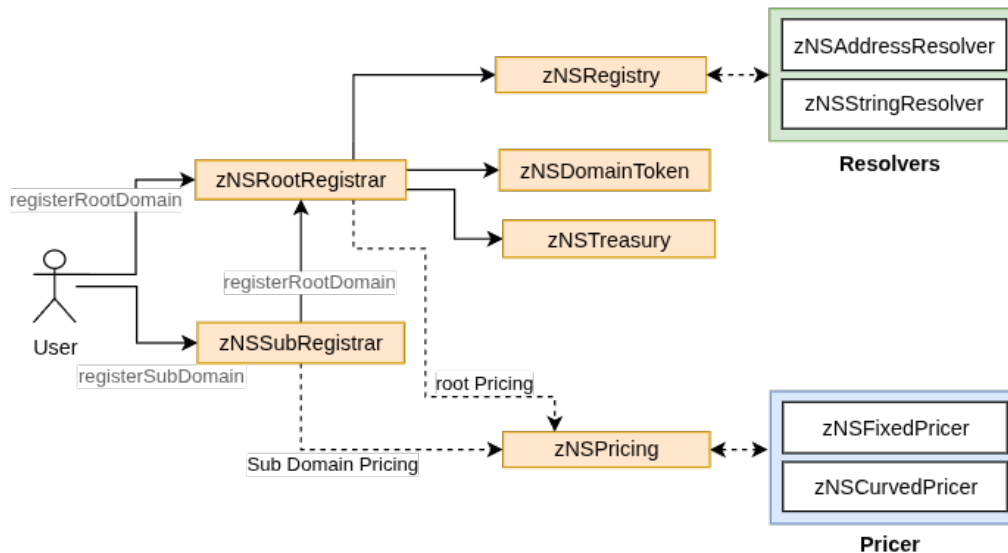 zNSAddressResolver
zNSRegistry
zNSStringResolver
Resolvers
zNSRootRegistrar
zNSDomainToken
registerRootDomain
zNSTreasury
registerRootDomain
User
zNSSubRegistrar
registerSubDomain
root Pricing
zNSFixedPricer
Sub Domain Pricing
zNSPricing
zNSCurvedPricer
Pricer